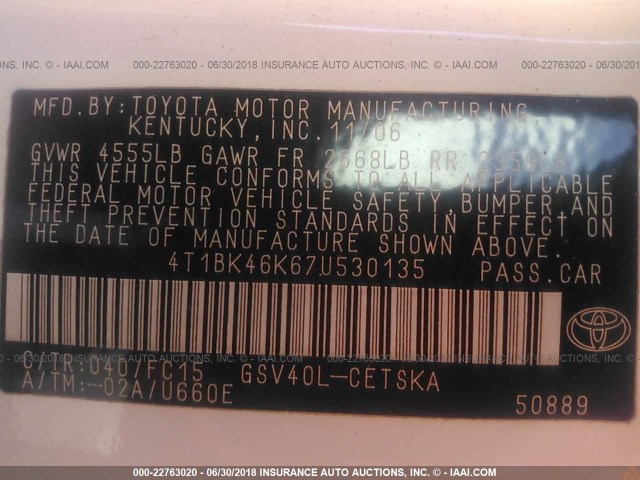 AUCTIONS, INC. © - IAAI.COM 000-22763020 - 06/30/2018 INSURANCE AUTO AUCTIONS, INC. © - IAAI.COM 000-22763020 - 06/30/2018
MFD.BY:TOYOTA MOTOR MANUFACTURING,
KENTUCKY, INC. 11/06
GVWR 4555LB GAWR FR 2668LB RR
THIS VEHICLE CONFORMS TO ALL APPLICABLE
FEDERAL MOTOR VEHICLE SAFETY, BUMPER AND
THEFT PREVENTION STANDARDS IN EFFECT ON
THE DATE OF MANUFACTURE SHOWN ABOVE.
4T1BK46K67U530135 PASS.CAR
C/TR:040/FC15 GSV40L-CETSKA
A/TM:-02A/U660E
50889
000-22763020 - 06/30/2018 INSURANCE AUTO AUCTIONS, INC. © - IAAI.COM